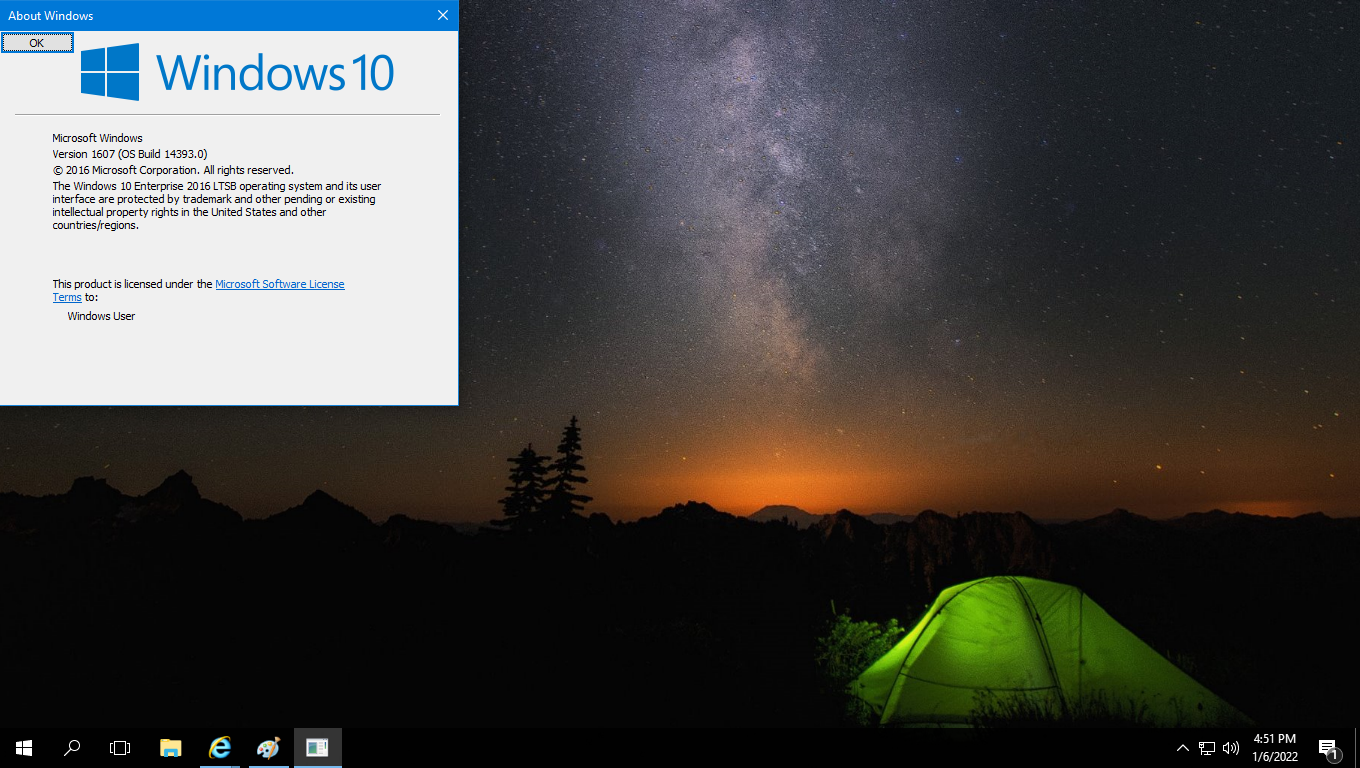 About Windows
OK
Windows 10
Microsoft Windows
Version 1607 (OS Build 14393.0)
© 2016 Microsoft Corporation. All rights reserved.
The Windows 10 Enterprise 2016 LTSB operating system and its user
interface are protected by trademark and other pending or existing
intellectual property rights in the United States and other
countries/regions.
This product is licensed under the Microsoft Software License
Terms to:
Windows User
4:51 PM
1/6/2022
1